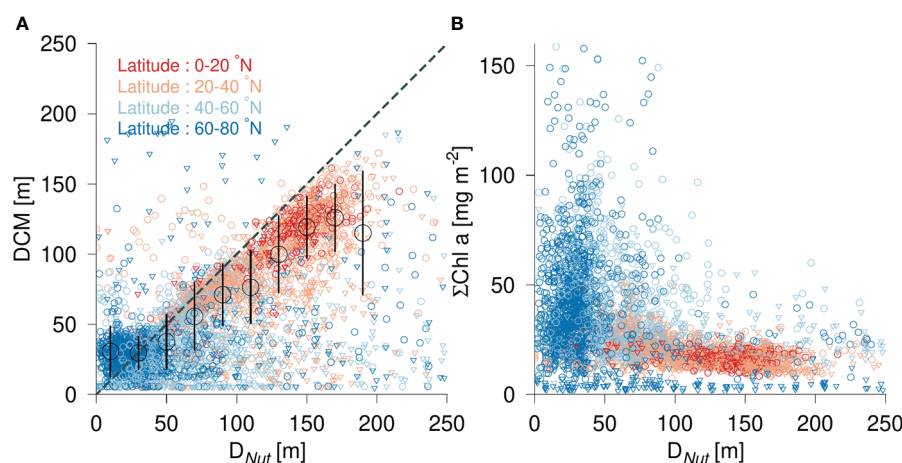 A
B
250
200
150
100
50
0
DCM [m]
Latitude : 0-20 °N
Latitude : 20-40 °N
Latitude : 40-60 °N
Latitude : 60-80 °N
0 50 100 150 200 250
D_Nut [m]
150
100
50
0
ΣChl a [mg m⁻²]
0 50 100 150 200 250
D_Nut [m]